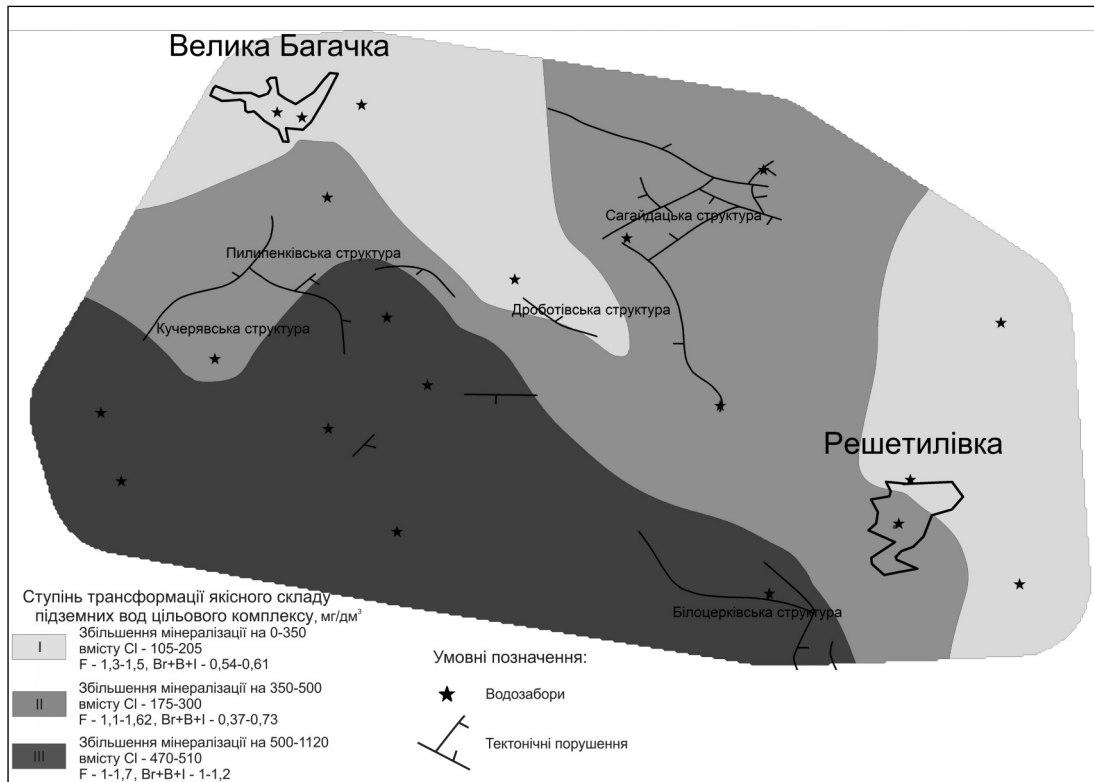 Велика Багачка
Сагайдацька структура
Пилипенківська структура
Дроботівська структура
Кучерявська структура
Решетилівка
Білоцерківська структура
Ступінь трансформації якісного складу
підземних вод цільового комплексу, мг/дм³
I
Збільшення мінералізації на 0-350
вмісту Cl - 105-205
F - 1,3-1,5, Br+B+I - 0,54-0,61
II
Збільшення мінералізації на 350-500
вмісту Cl - 175-300
F - 1,1-1,62, Br+B+I - 0,37-0,73
III
Збільшення мінералізації на 500-1120
вмісту Cl - 470-510
F - 1-1,7, Br+B+I - 1-1,2
Умовні позначення:
Водозабори
Тектонічні порушення